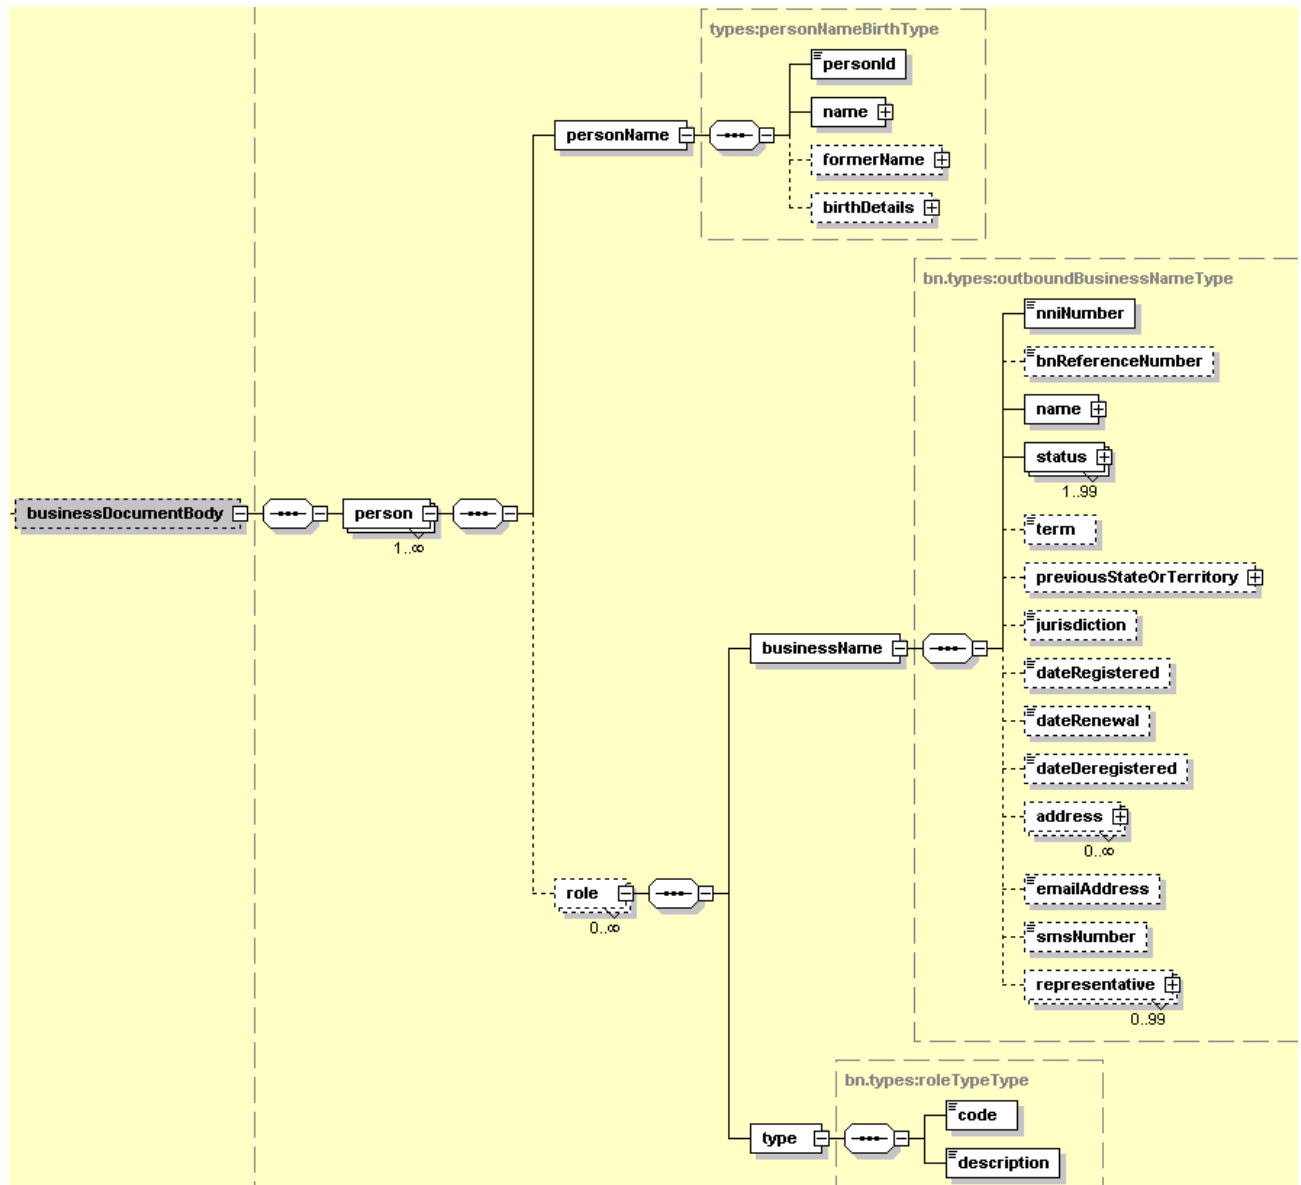 types:personNameBirthType
personId
name
personName
formerName
birthDetails
bn.types:outboundBusinessNameType
nniNumber
bnReferenceNumber
name
status
1..99
businessDocumentBody
person
1..∞
term
previousStateOrTerritory
jurisdiction
businessName
dateRegistered
dateRenewal
dateDeregistered
address
0..∞
role
0..∞
emailAddress
smsNumber
representative
0..99
bn.types:roleTypeType
code
type
description